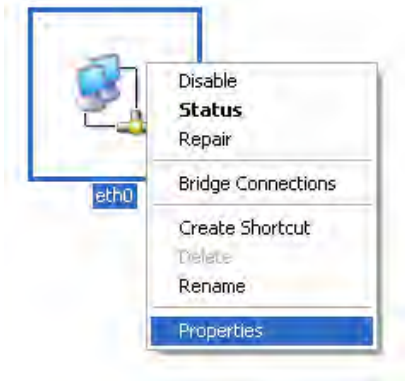 Disable
Status
Repair
Bridge Connections
eth0
Create Shortcut
Delete
Rename
Properties